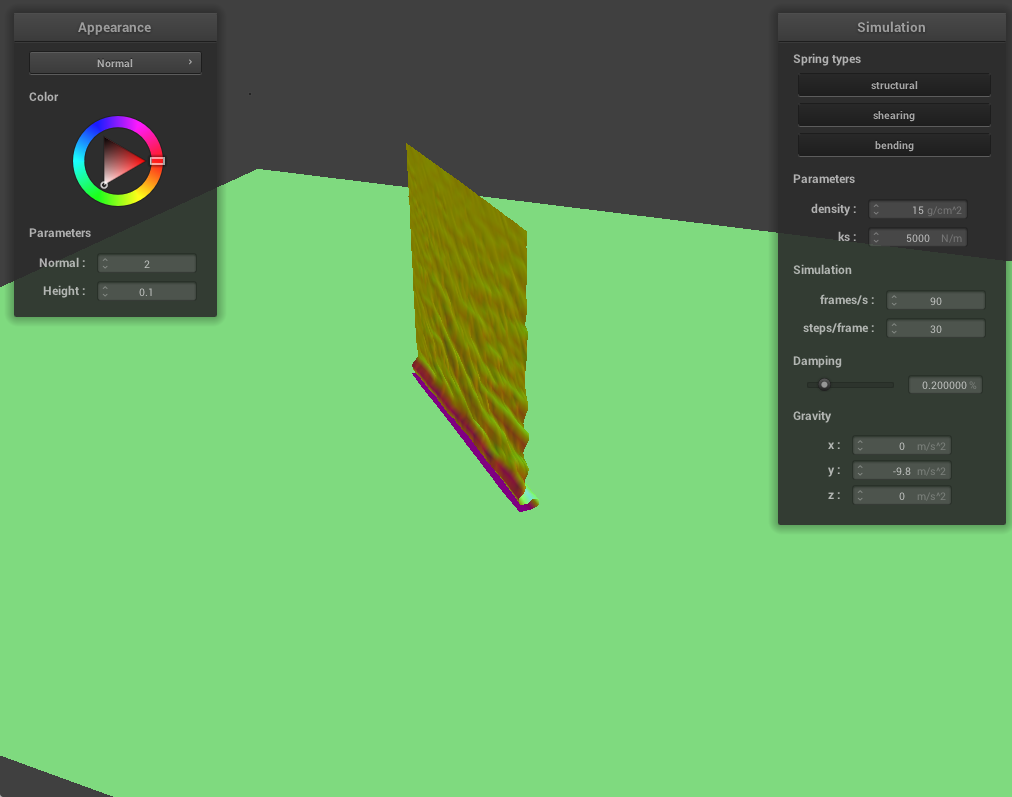 Appearance
Normal
Color
Parameters
Normal : 2
Height : 0.1
Simulation
Spring types
structural
shearing
bending
Parameters
density : 15 g/cm^2
ks : 5000 N/m
Simulation
frames/s : 90
steps/frame : 30
Damping
0.200000 %
Gravity
x : 0 m/s^2
y : -9.8 m/s^2
z : 0 m/s^2